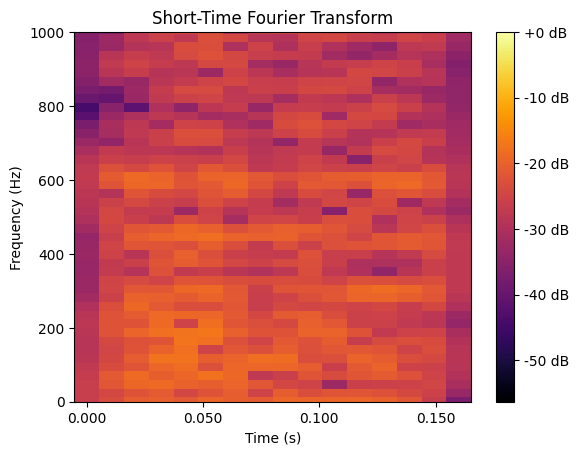 Short-Time Fourier Transform
1000
800
600
400
200
0
Frequency (Hz)
0.000
0.050
0.100
0.150
Time (s)
+0 dB
-10 dB
-20 dB
-30 dB
-40 dB
-50 dB